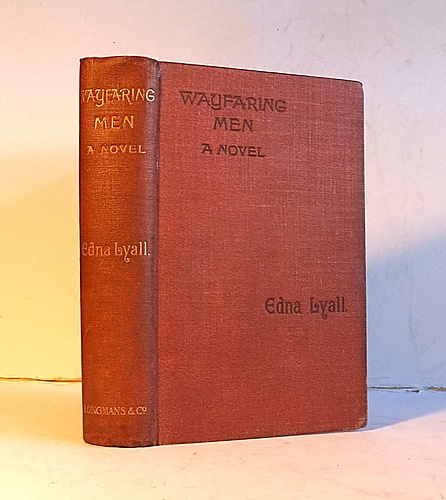 WAYFARING
MEN
A NOVEL
Edna Lyall.
LONGMANS & Co
WAYFARING
MEN
A NOVEL
Edna Lyall.